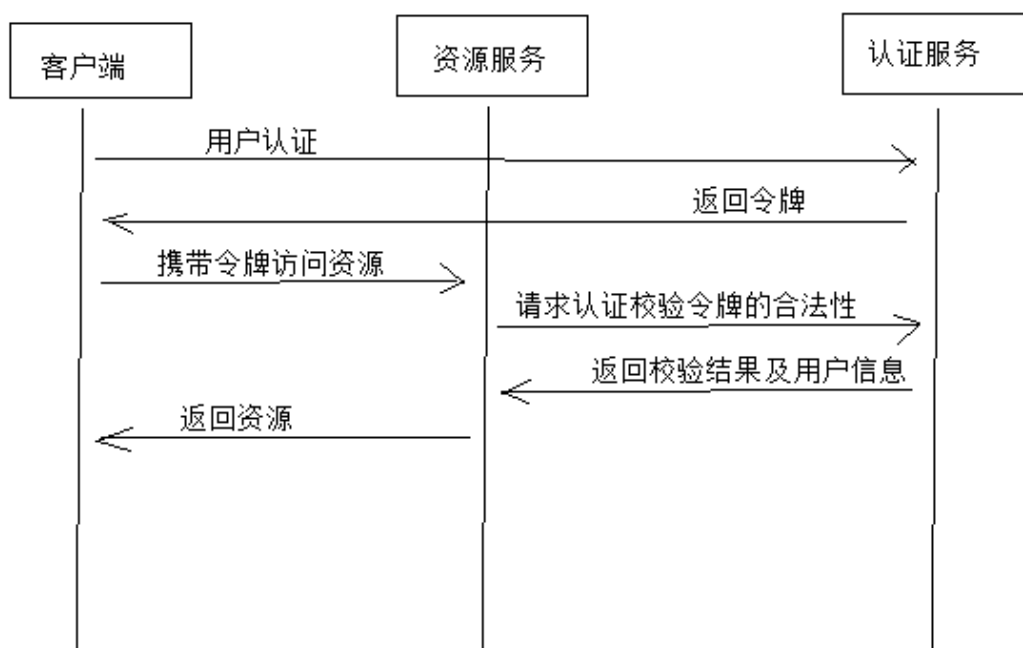 客户端
资源服务
认证服务
用户认证
返回令牌
携带令牌访问资源
请求认证校验令牌的合法性
返回校验结果及用户信息
返回资源